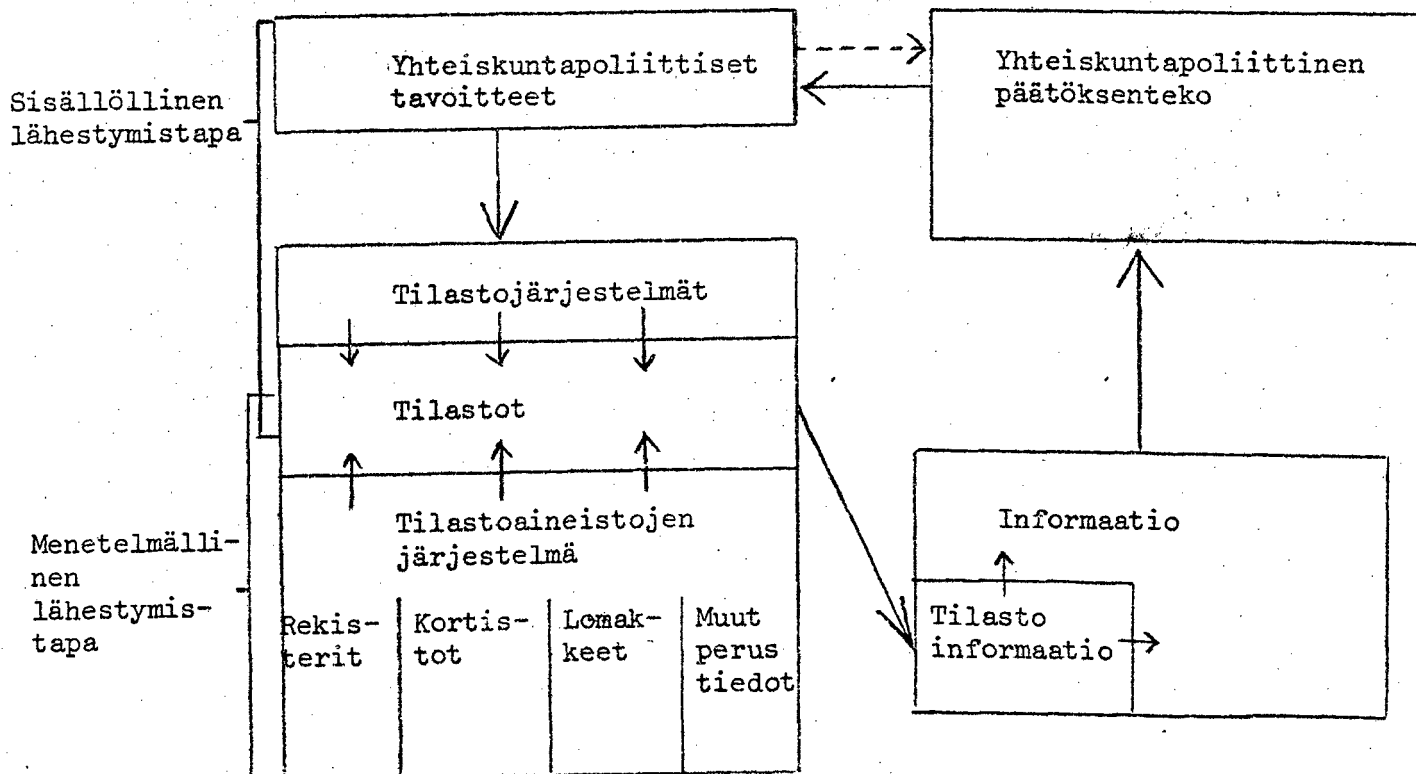 Sisällöllinen
lähestymistapa
Yhteiskuntapoliittiset
tavoitteet
Yhteiskuntapoliittinen
päätöksenteko
Tilastojärjestelmät
Tilastot
Menetelmälli-
nen
lähestymis-
tapa
Tilastoaineistojen
järjestelmä
Rekis-
terit
Kortis-
tot
Lomak-
keet
Muut
perus
tiedot
Informaatio
Tilasto
informaatio